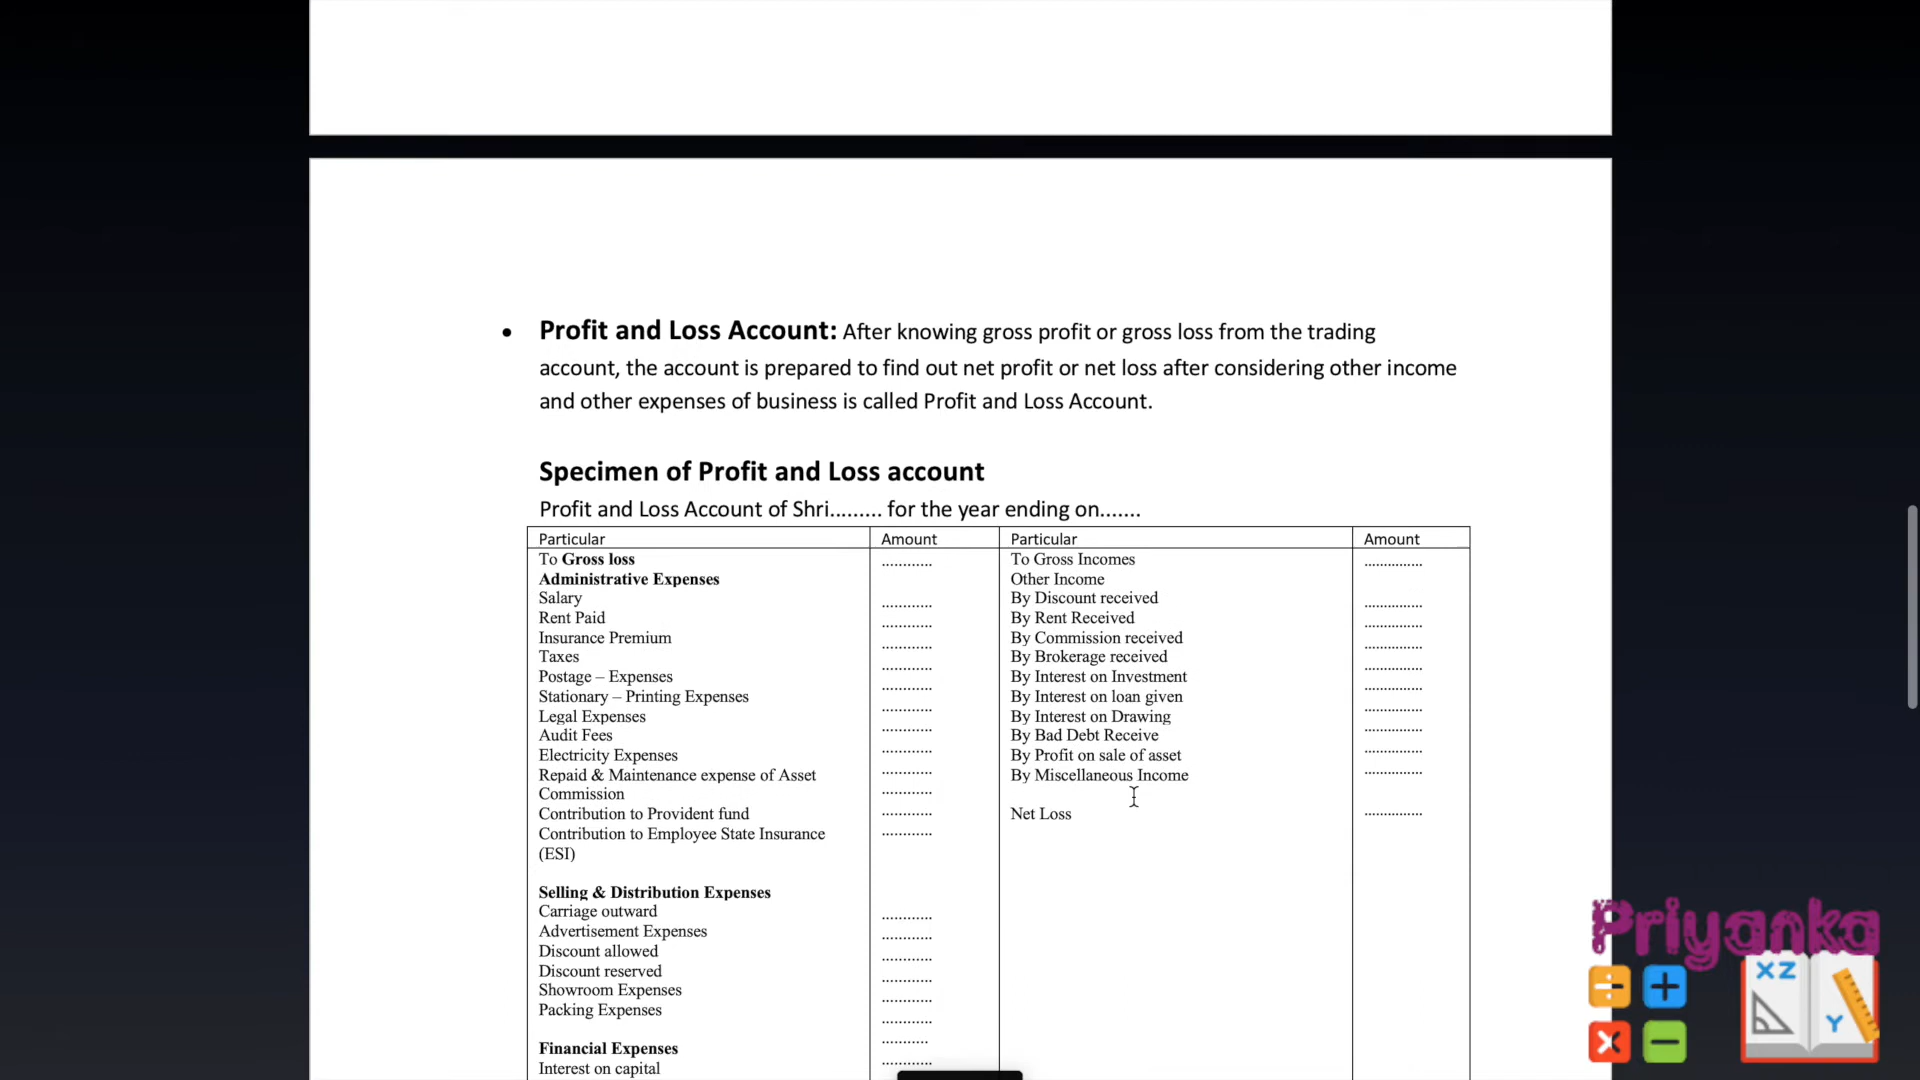 • Profit and Loss Account: After knowing gross profit or gross loss from the trading
account, the account is prepared to find out net profit or net loss after considering other income
and other expenses of business is called Profit and Loss Account.
Specimen of Profit and Loss account
Profit and Loss Account of Shri......... for the year ending on.......
Particular Amount Particular Amount
To Gross loss ............ To Gross Incomes ..............
Administrative Expenses Other Income
Salary ............ By Discount received ..............
Rent Paid ............ By Rent Received ..............
Insurance Premium ............ By Commission received ..............
Taxes ............ By Brokerage received ..............
Postage – Expenses ............ By Interest on Investment ..............
Stationary – Printing Expenses ............ By Interest on loan given ..............
Legal Expenses ............ By Interest on Drawing ..............
Audit Fees ............ By Bad Debt Receive ..............
Electricity Expenses ............ By Profit on sale of asset ..............
Repaid & Maintenance expense of Asset ............ By Miscellaneous Income
Commission ............
Contribution to Provident fund ............ Net Loss ..............
Contribution to Employee State Insurance
(ESI)
Selling & Distribution Expenses
Carriage outward ............
Advertisement Expenses ............
Discount allowed ............
Discount reserved ............
Showroom Expenses ............
Packing Expenses ............
Financial Expenses ...........
Interest on capital ............
Priyanka
XZ
Y